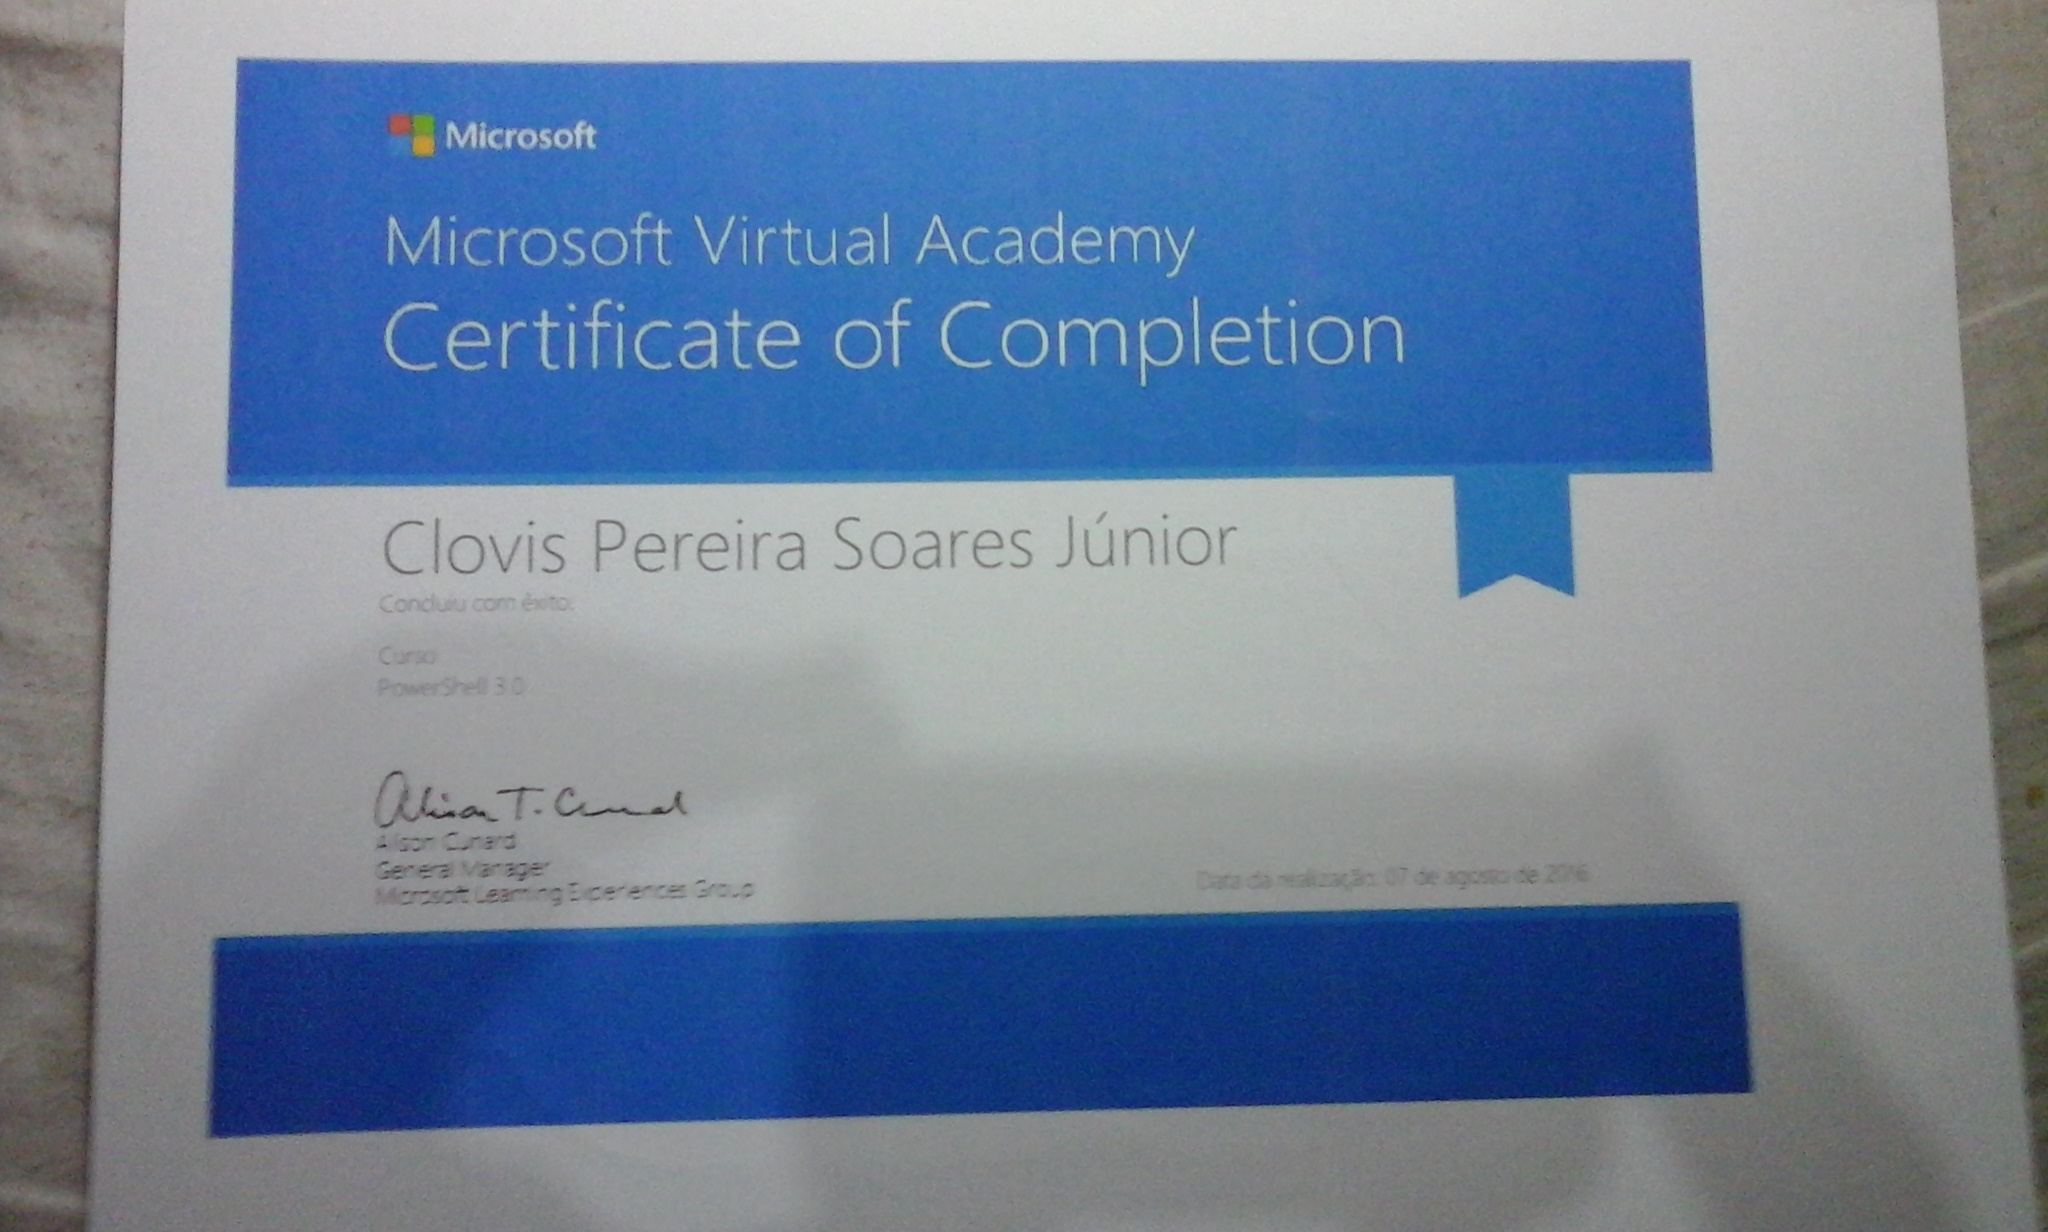 Microsoft
Microsoft Virtual Academy
Certificate of Completion
Clovis Pereira Soares Júnior
Concluiu com êxito:
Curso
PowerShell 3.0
Alison T. Cunard
Alison Cunard
General Manager
Microsoft Learning Experiences Group
Data da realização: 07 de agosto de 2016